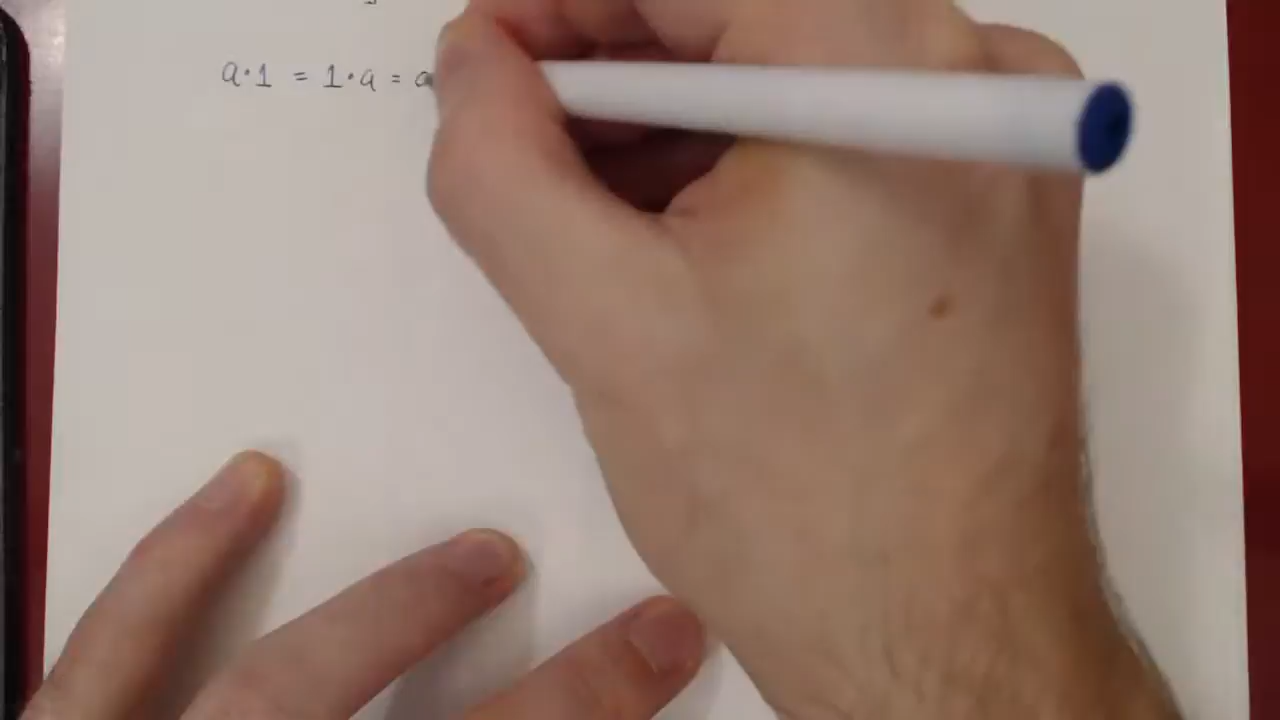 a·1 = 1·a = a